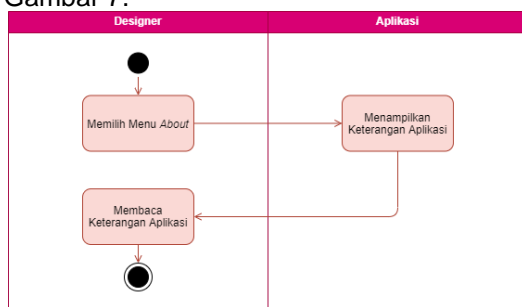 Gambar 7.
Designer
Aplikasi
Memilih Menu About
Menampilkan
Keterangan Aplikasi
Membaca
Keterangan Aplikasi